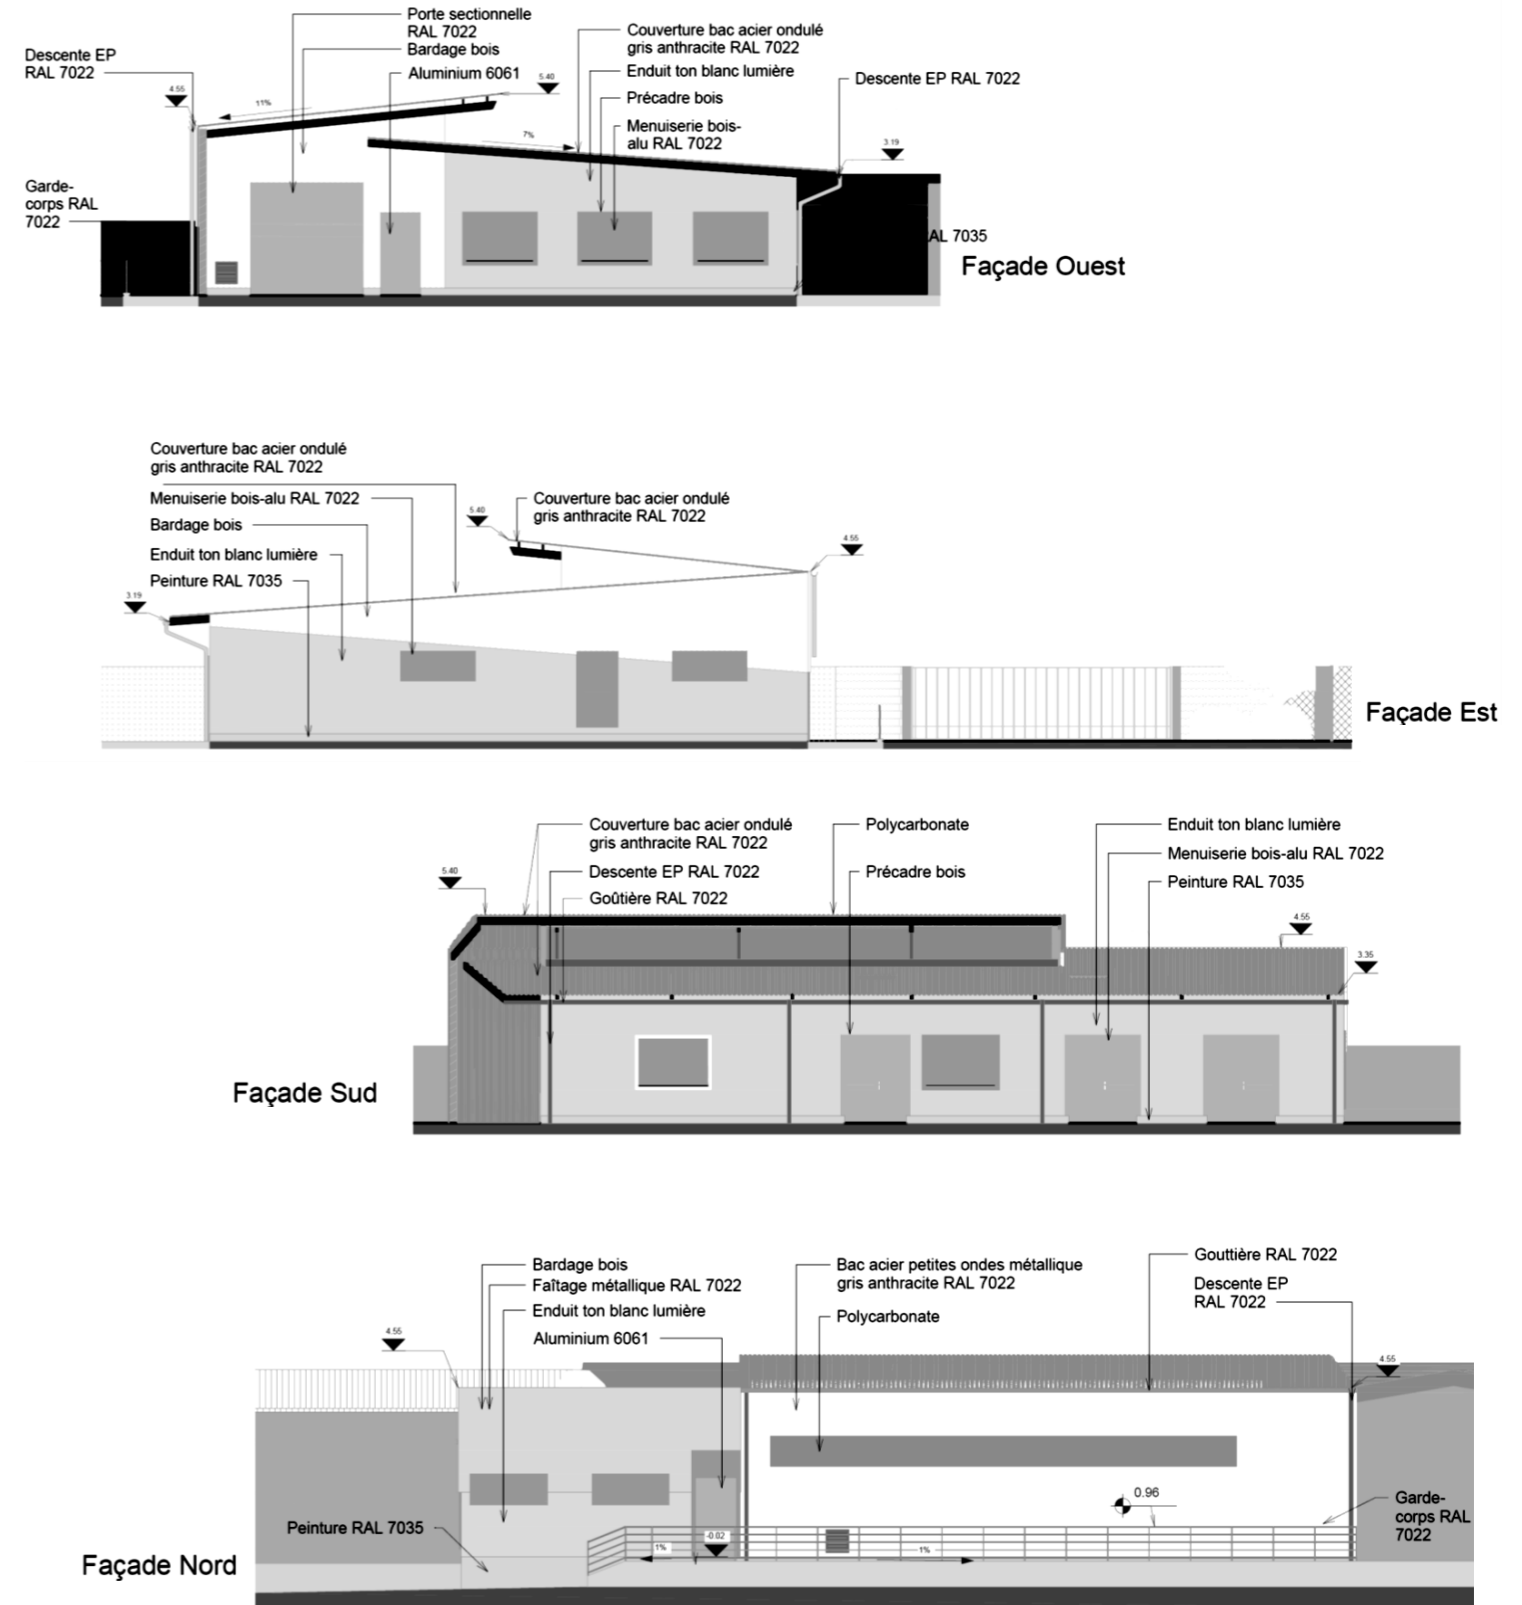 Porte sectionnelle
RAL 7022
Bardage bois
Aluminium 6061
Descente EP
RAL 7022
Couverture bac acier ondulé
gris anthracite RAL 7022
Enduit ton blanc lumière
Précadre bois
Menuiserie bois-
alu RAL 7022
Descente EP RAL 7022
4.55
11%
5.40
7%
3.19
Garde-
corps RAL
7022
AL 7035
Façade Ouest
Couverture bac acier ondulé
gris anthracite RAL 7022
Menuiserie bois-alu RAL 7022
Bardage bois
Enduit ton blanc lumière
Peinture RAL 7035
5.40
Couverture bac acier ondulé
gris anthracite RAL 7022
4.55
3.19
Façade Est
Couverture bac acier ondulé
gris anthracite RAL 7022
Descente EP RAL 7022
Goûtière RAL 7022
Polycarbonate
Précadre bois
Enduit ton blanc lumière
Menuiserie bois-alu RAL 7022
Peinture RAL 7035
5.40
4.55
3.35
Façade Sud
Bardage bois
Faîtage métallique RAL 7022
Enduit ton blanc lumière
Aluminium 6061
Bac acier petites ondes métallique
gris anthracite RAL 7022
Polycarbonate
Gouttière RAL 7022
Descente EP
RAL 7022
4.55
4.55
0.96
Garde-
corps RAL
7022
Peinture RAL 7035
-0.02
1%
1%
Façade Nord